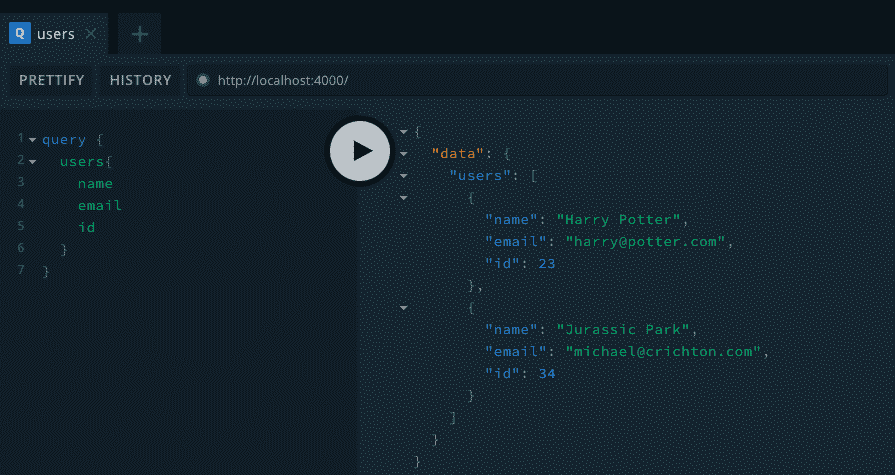 Q users × +
PRETTIFY HISTORY http://localhost:4000/
1 query {
2 users{
3 name
4 email
5 id
6 }
7 }
{
"data": {
"users": [
{
"name": "Harry Potter",
"email": "harry@potter.com",
"id": 23
},
{
"name": "Jurassic Park",
"email": "michael@crichton.com",
"id": 34
}
]
}
}